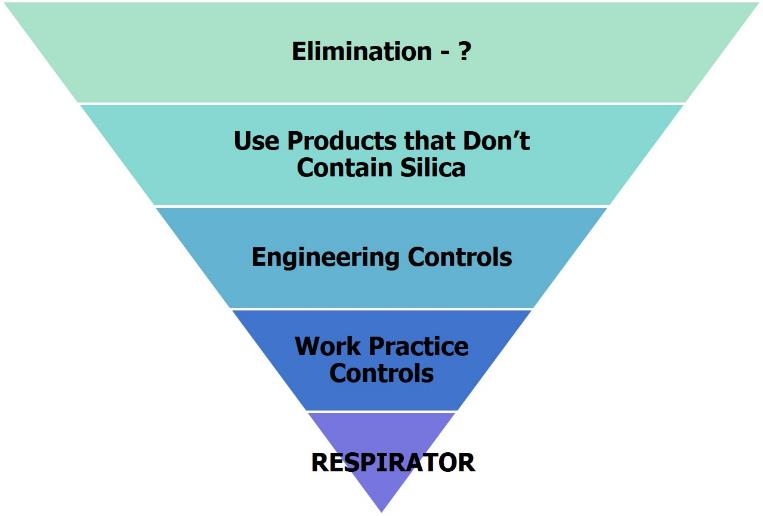 Elimination - ?
Use Products that Don’t
Contain Silica
Engineering Controls
Work Practice
Controls
RESPIRATOR